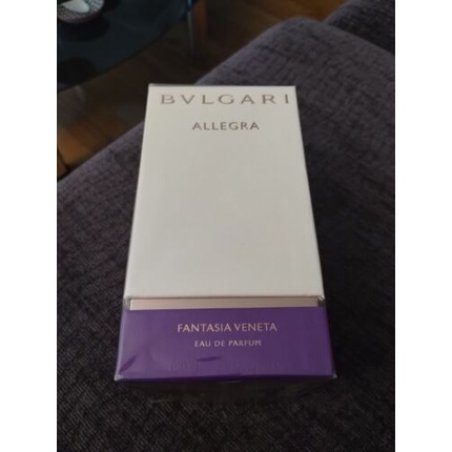 BVLGARI
ALLEGRA
FANTASIA VENETA
EAU DE PARFUM